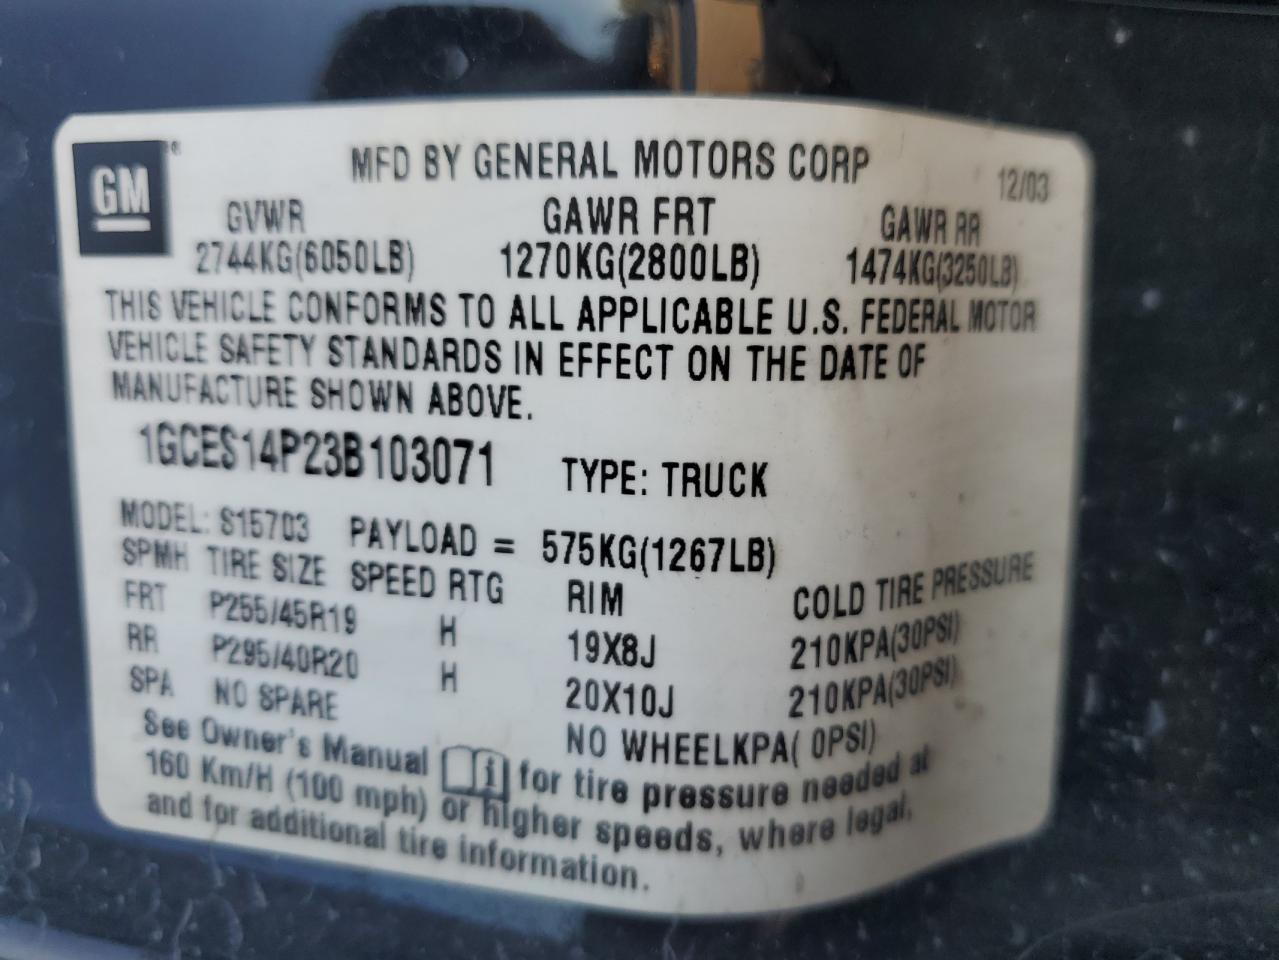 GM®
MFD BY GENERAL MOTORS CORP
12/03
GVWR GAWR FRT GAWR RR
2744KG(6050LB) 1270KG(2800LB) 1474KG(3250LB)
THIS VEHICLE CONFORMS TO ALL APPLICABLE U.S. FEDERAL MOTOR
VEHICLE SAFETY STANDARDS IN EFFECT ON THE DATE OF
MANUFACTURE SHOWN ABOVE.
1GCES14P23B103071 TYPE: TRUCK
MODEL: S15703 PAYLOAD = 575KG(1267LB)
SPMH TIRE SIZE SPEED RTG RIM COLD TIRE PRESSURE
FRT P255/45R19 H 19X8J 210KPA(30PSI)
RR P295/40R20 H 20X10J 210KPA(30PSI)
SPA NO SPARE NO WHEELKPA( 0PSI)
See Owner's Manual i for tire pressure needed at
160 Km/H (100 mph) or higher speeds, where legal,
and for additional tire information.